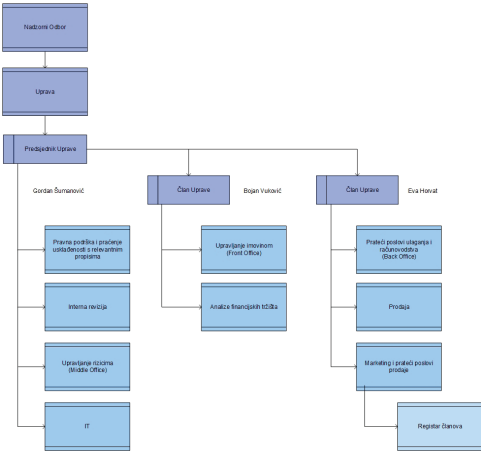 Nadzorni Odbor
Uprava
Predsjednik Uprave
Član Uprave
Član Uprave
Gordan Šumanović
Bojan Vuković
Eva Horvat
Pravna podrška i praćenje
usklađenosti s relevantnim
propisima
Upravljanje imovinom
(Front Office)
Prateći poslovi ulaganja i
računovodstva
(Back Office)
Interna revizija
Analize financijskih tržišta
Prodaja
Upravljanje rizicima
(Middle Office)
Marketing i prateći poslovi
prodaje
IT
Registar članova